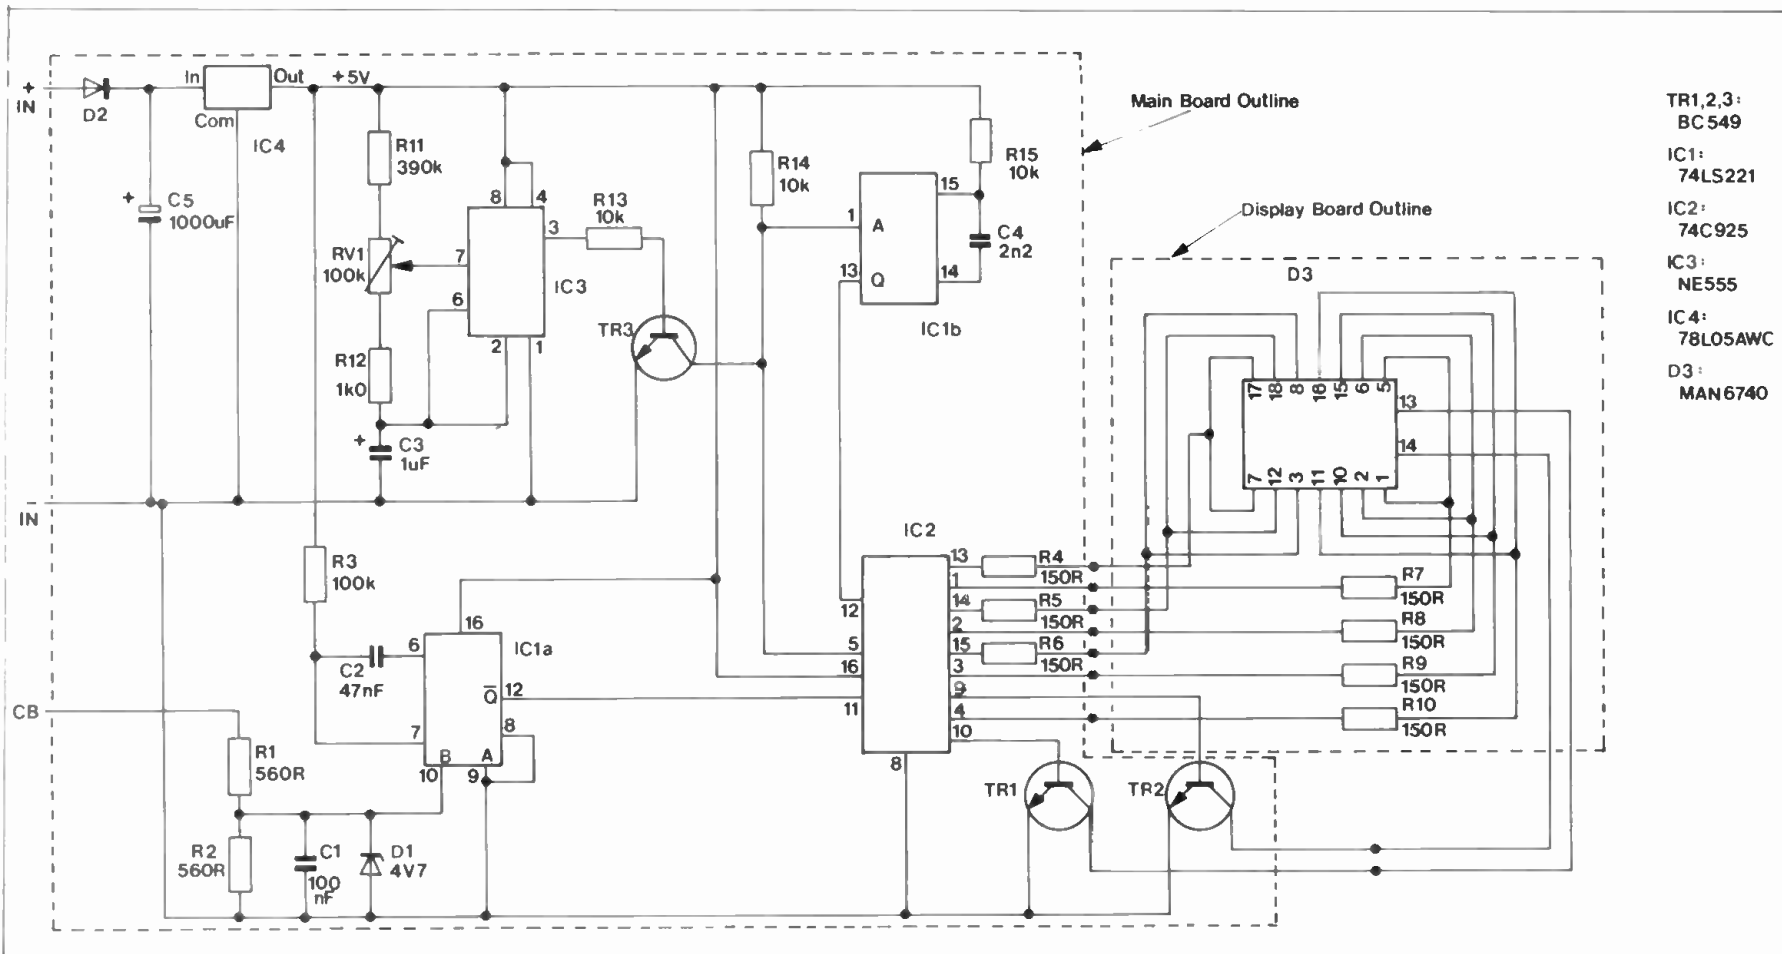 +
IN
D2
In
Out
Com
IC4
+5V
+
C5
1000uF
R11
390k
RV1
100k
R12
1k0
+
C3
1uF
8
4
3
7
6
2
1
IC3
R13
10k
TR3
R14
10k
1
A
13
Q
15
14
IC1b
R15
10k
C4
2n2
Main Board Outline
Display Board Outline
D3
17
18
8
16
15
6
5
13
14
7
12
3
11
10
2
1
TR1,2,3:
BC549
IC1:
74LS221
IC2:
74C925
IC3:
NE555
IC4:
78L05AWC
D3:
MAN6740
-
IN
R3
100k
C2
47nF
16
6
IC1a
Q
12
8
7
B
A
10
9
CB
R1
560R
R2
560R
C1
100
nF
D1
4V7
IC2
12
5
16
11
8
13
1
14
2
15
3
9
4
10
R4
150R
R5
150R
R6
150R
R7
150R
R8
150R
R9
150R
R10
150R
TR1
TR2